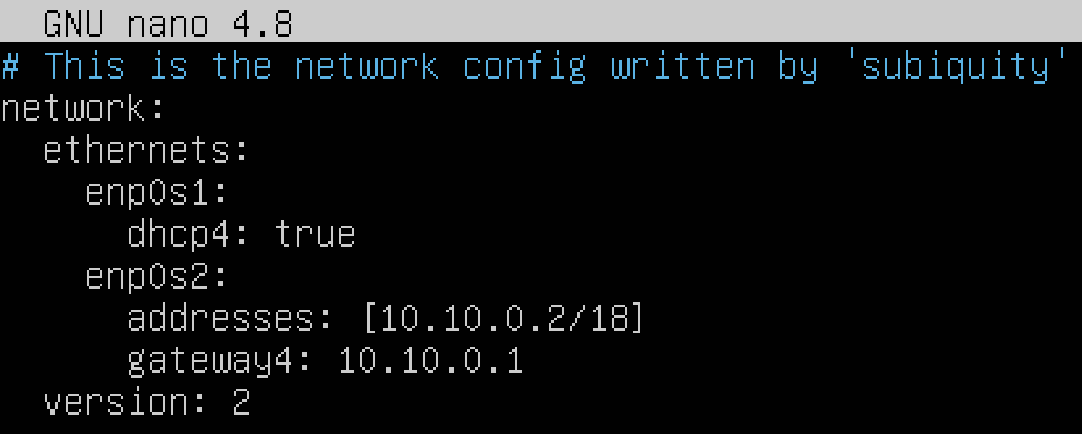 GNU nano 4.8
# This is the network config written by 'subiquity'
network:
  ethernets:
    enp0s1:
      dhcp4: true
    enp0s2:
      addresses: [10.10.0.2/18]
      gateway4: 10.10.0.1
  version: 2